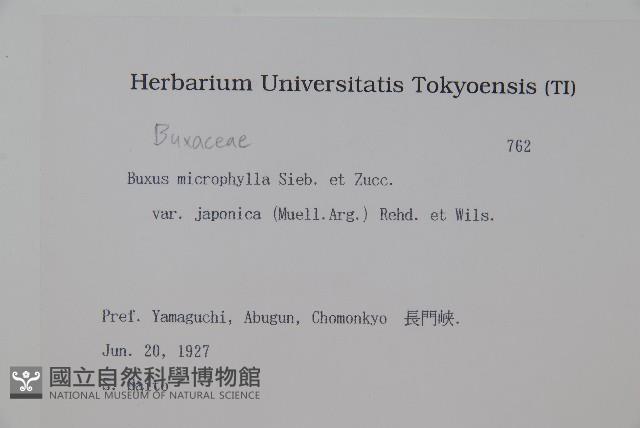 Herbarium Universitatis Tokyoensis (TI)
Buxaceae
762
Buxus microphylla Sieb. et Zucc.
var. japonica (Muell.Arg.) Rehd. et Wils.
Pref. Yamaguchi, Abugun, Chomonkyo 長門峡.
Jun. 20, 1927
國立自然科學博物館
NATIONAL MUSEUM OF NATURAL SCIENCE